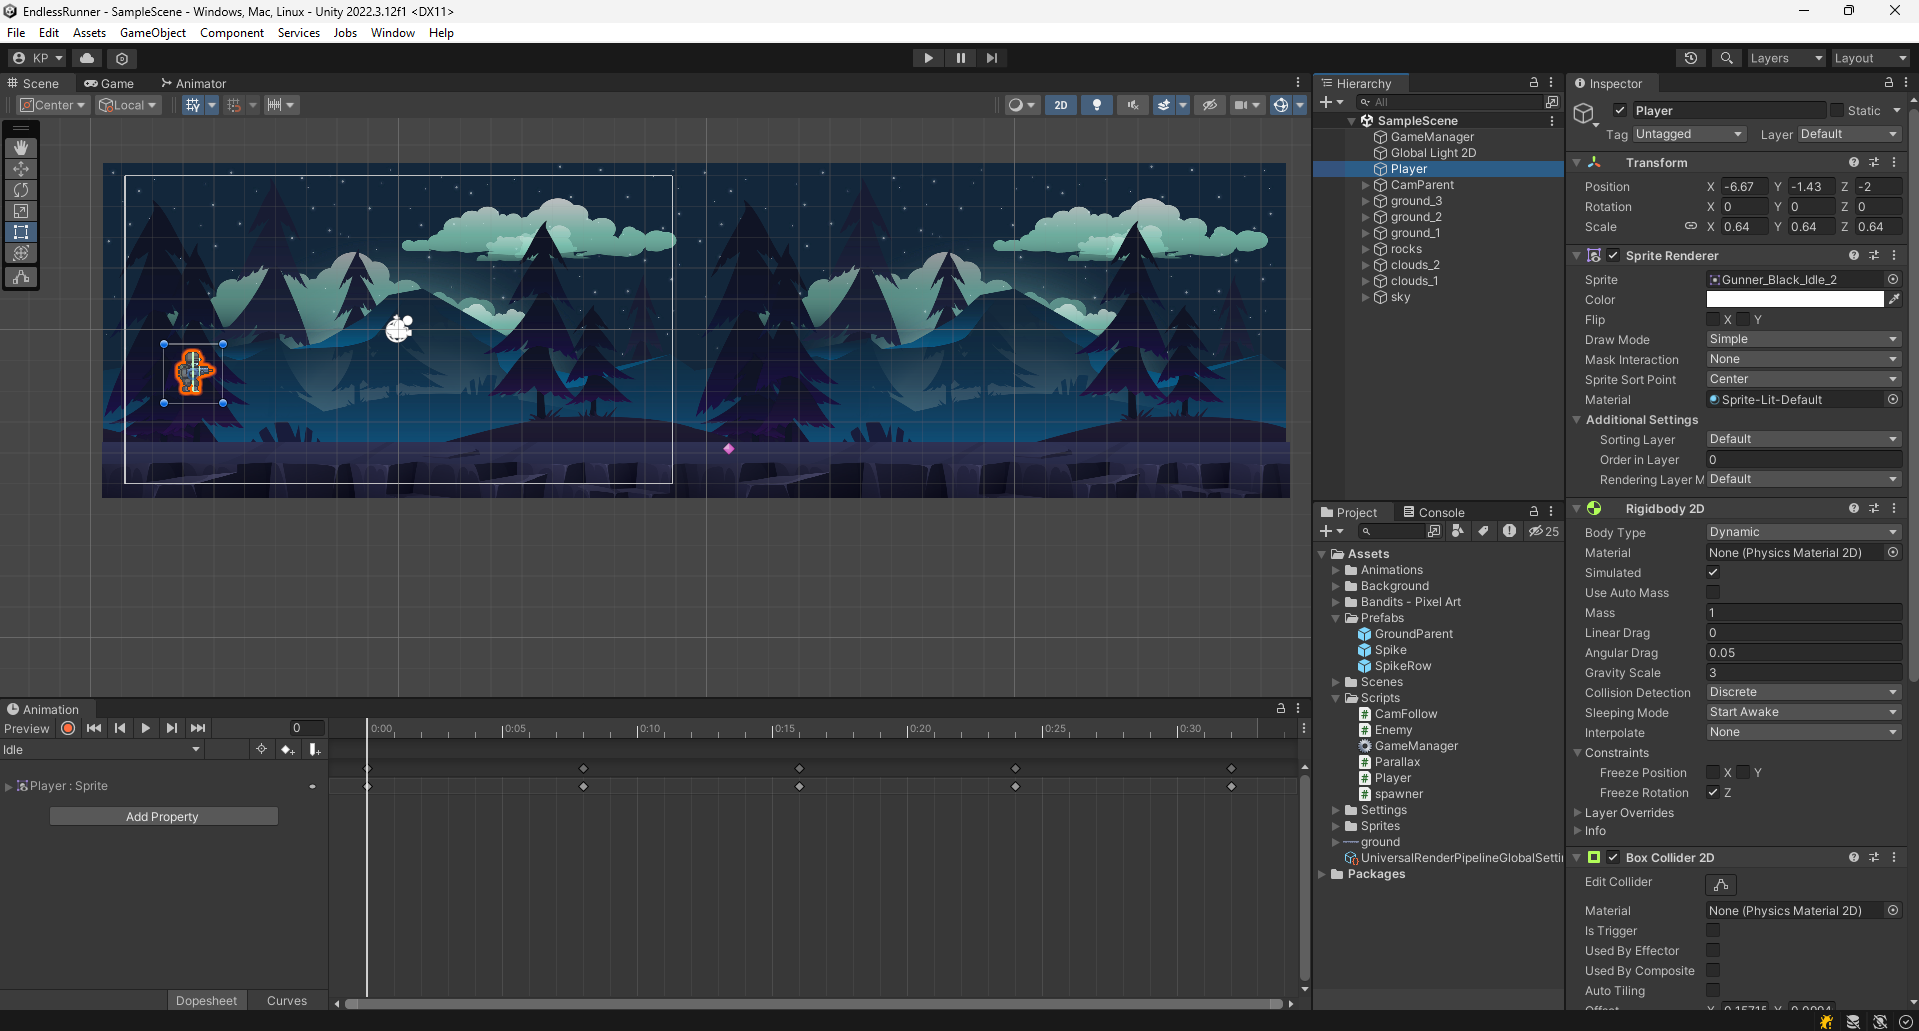 EndlessRunner - SampleScene - Windows, Mac, Linux - Unity 2022.3.12f1 <DX11>
File Edit Assets GameObject Component Services Jobs Window Help
KP Layers Layout
Scene Game Animator
Center Local 2D
Hierarchy
All
SampleScene
GameManager
Global Light 2D
Player
CamParent
ground_3
ground_2
ground_1
rocks
clouds_2
clouds_1
sky
Project Console
25
Assets
Animations
Background
Bandits - Pixel Art
Prefabs
GroundParent
Spike
SpikeRow
Scenes
Scripts
CamFollow
Enemy
GameManager
Parallax
Player
spawner
Settings
Sprites
ground
UniversalRenderPipelineGlobalSetti
Packages
Inspector
Player Static
Tag Untagged Layer Default
Transform
Position X -6.67 Y -1.43 Z -2
Rotation X 0 Y 0 Z 0
Scale X 0.64 Y 0.64 Z 0.64
Sprite Renderer
Sprite Gunner_Black_Idle_2
Color
Flip X Y
Draw Mode Simple
Mask Interaction None
Sprite Sort Point Center
Material Sprite-Lit-Default
Additional Settings
Sorting Layer Default
Order in Layer 0
Rendering Layer M Default
Rigidbody 2D
Body Type Dynamic
Material None (Physics Material 2D)
Simulated
Use Auto Mass
Mass 1
Linear Drag 0
Angular Drag 0.05
Gravity Scale 3
Collision Detection Discrete
Sleeping Mode Start Awake
Interpolate None
Constraints
Freeze Position X Y
Freeze Rotation Z
Layer Overrides
Info
Box Collider 2D
Edit Collider
Material None (Physics Material 2D)
Is Trigger
Used By Effector
Used By Composite
Auto Tiling
Animation
Preview 0 0:00 0:05 0:10 0:15 0:20 0:25 0:30
Idle
Player : Sprite
Add Property
Dopesheet Curves